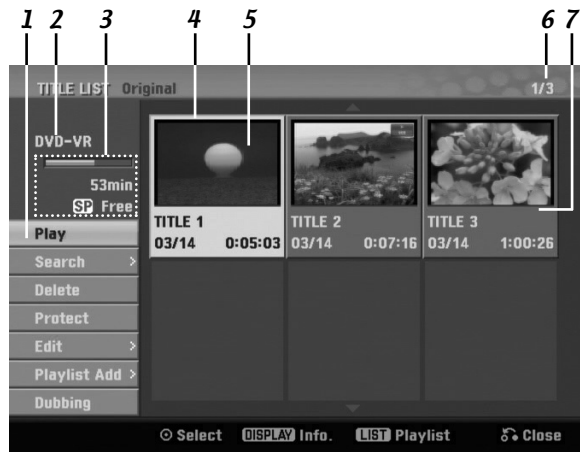 1 2 3 4 5 6 7
TITLE LIST Original 1/3
DVD-VR
53min
SP Free
Play
Search >
Delete
Protect
Edit >
Playlist Add >
Dubbing
TITLE 1
03/14 0:05:03
TITLE 2
03/14 0:07:16
TITLE 3
03/14 1:00:26
Select DISPLAY Info. LIST Playlist Close